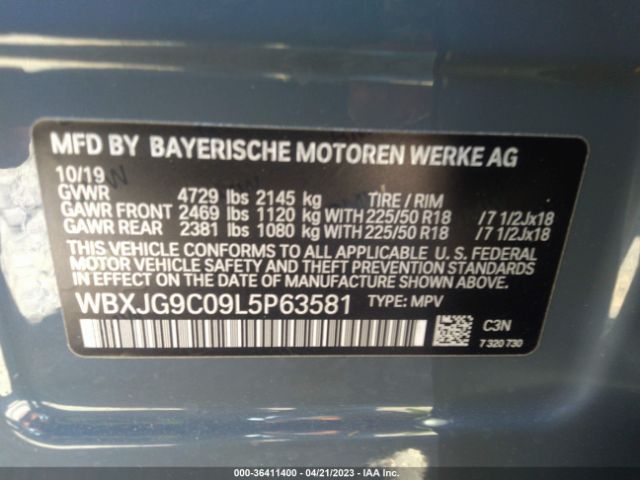 MFD BY BAYERISCHE MOTOREN WERKE AG
10/19
GVWR 4729 lbs 2145 kg TIRE / RIM
GAWR FRONT 2469 lbs 1120 kg WITH 225/50 R18 /7 1/2Jx18
GAWR REAR 2381 lbs 1080 kg WITH 225/50 R18 /7 1/2Jx18
THIS VEHICLE CONFORMS TO ALL APPLICABLE U. S. FEDERAL
MOTOR VEHICLE SAFETY AND THEFT PREVENTION
STANDARDS IN EFFECT ON THE DATE OF MANUFACTURE SHOWN ABOVE.
WBXJG9C09L5P63581 TYPE: MPV
C3N
7 320 730
000-36411400 - 04/21/2023 - COPART.COM